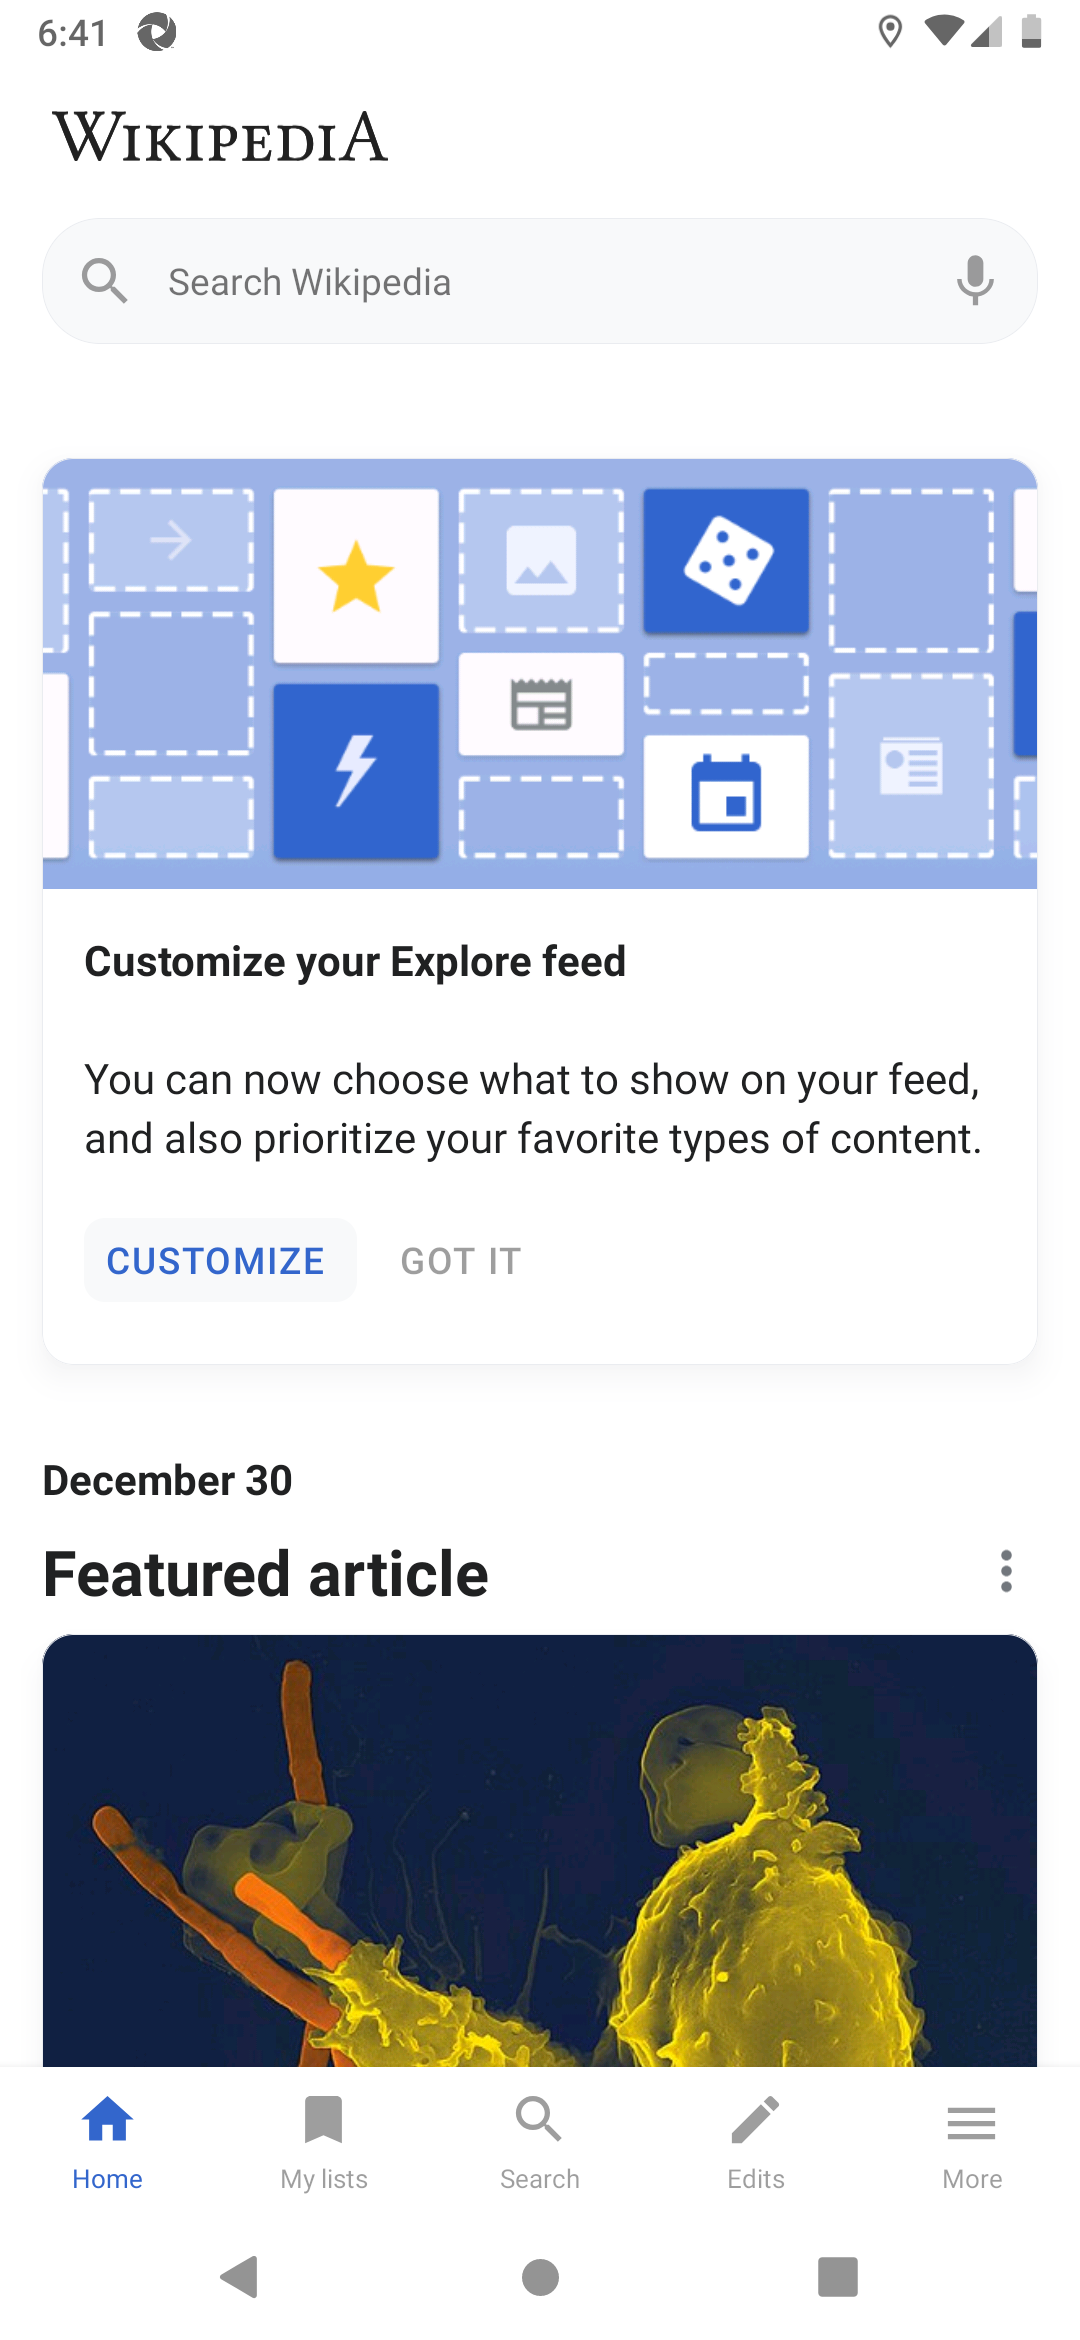 6:41
WIKIPEDIA
Search Wikipedia
Customize your Explore feed
You can now choose what to show on your feed,
and also prioritize your favorite types of content.
CUSTOMIZE GOT IT
December 30
Featured article
Home My lists Search Edits More